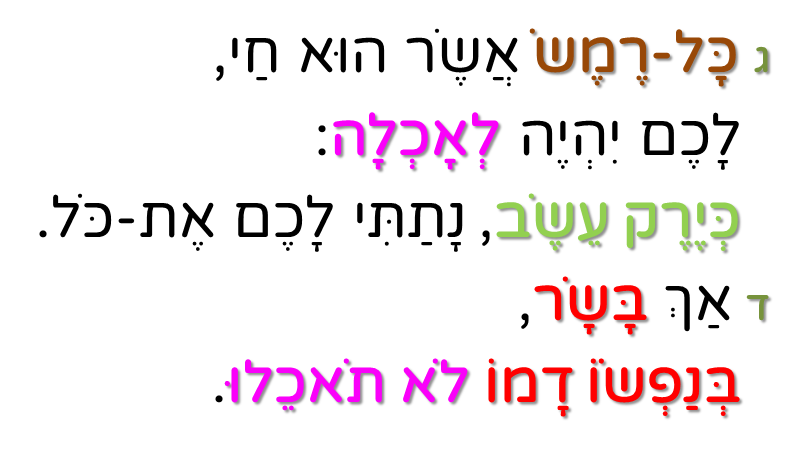 ג כָּל-רֶמֶשׂ אֲשֶׁר הוּא חַי,
לָכֶם יִהְיֶה לְאָכְלָה:
כְּיֶרֶק עֵשֶׂב, נָתַתִּי לָכֶם אֶת-כֹּל.
ד אַךְ בָּשָׂר,
בְּנַפְשׂוֹ דָמוֹ לֹא תֹאכֵלוּ.